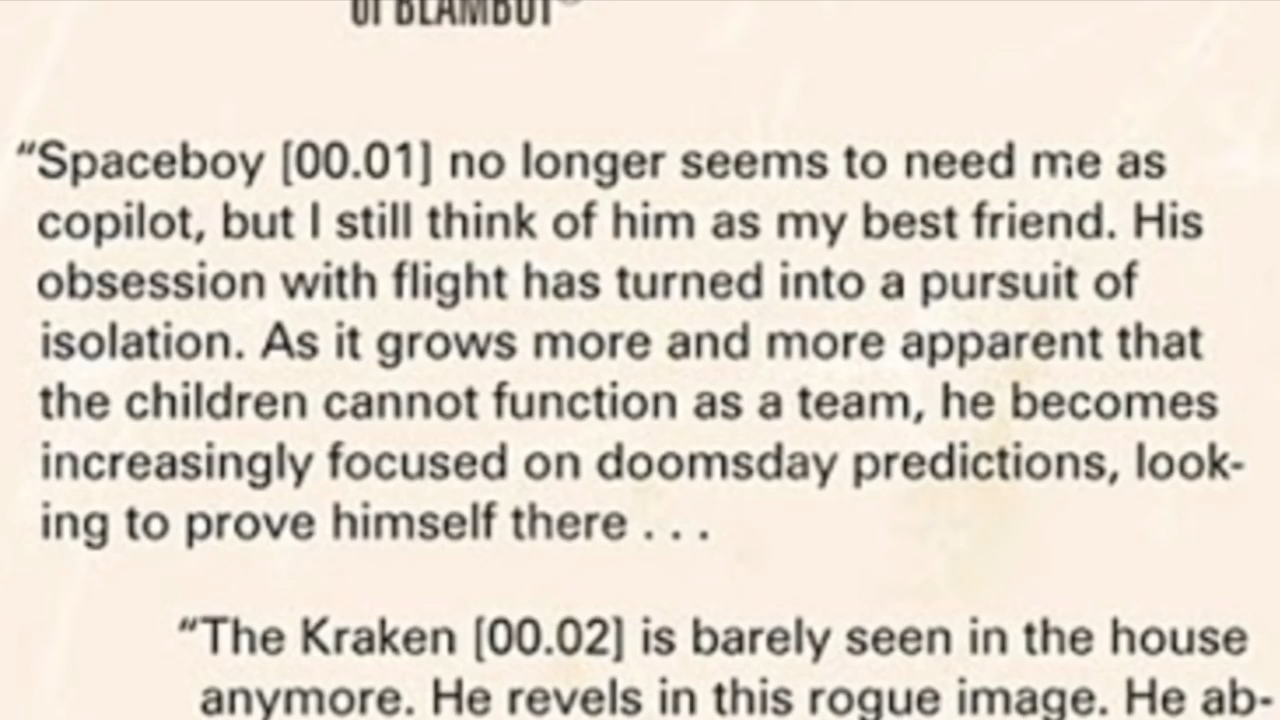 of BLAMBOT®
“Spaceboy [00.01] no longer seems to need me as
copilot, but I still think of him as my best friend. His
obsession with flight has turned into a pursuit of
isolation. As it grows more and more apparent that
the children cannot function as a team, he becomes
increasingly focused on doomsday predictions, look-
ing to prove himself there . . .
“The Kraken [00.02] is barely seen in the house
anymore. He revels in this rogue image. He ab-